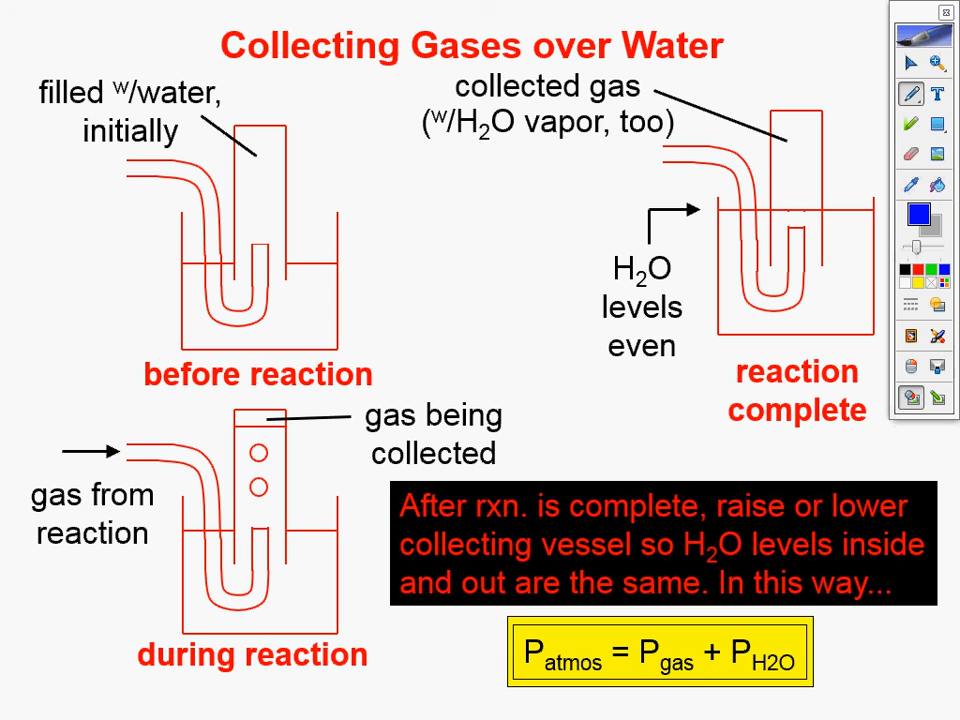 Collecting Gases over Water
filled w/water,
initially
collected gas
(w/H2O vapor, too)
H2O
levels
even
before reaction
reaction
complete
gas being
collected
gas from
reaction
during reaction
After rxn. is complete, raise or lower
collecting vessel so H2O levels inside
and out are the same. In this way...
Patmos = Pgas + PH2O
T